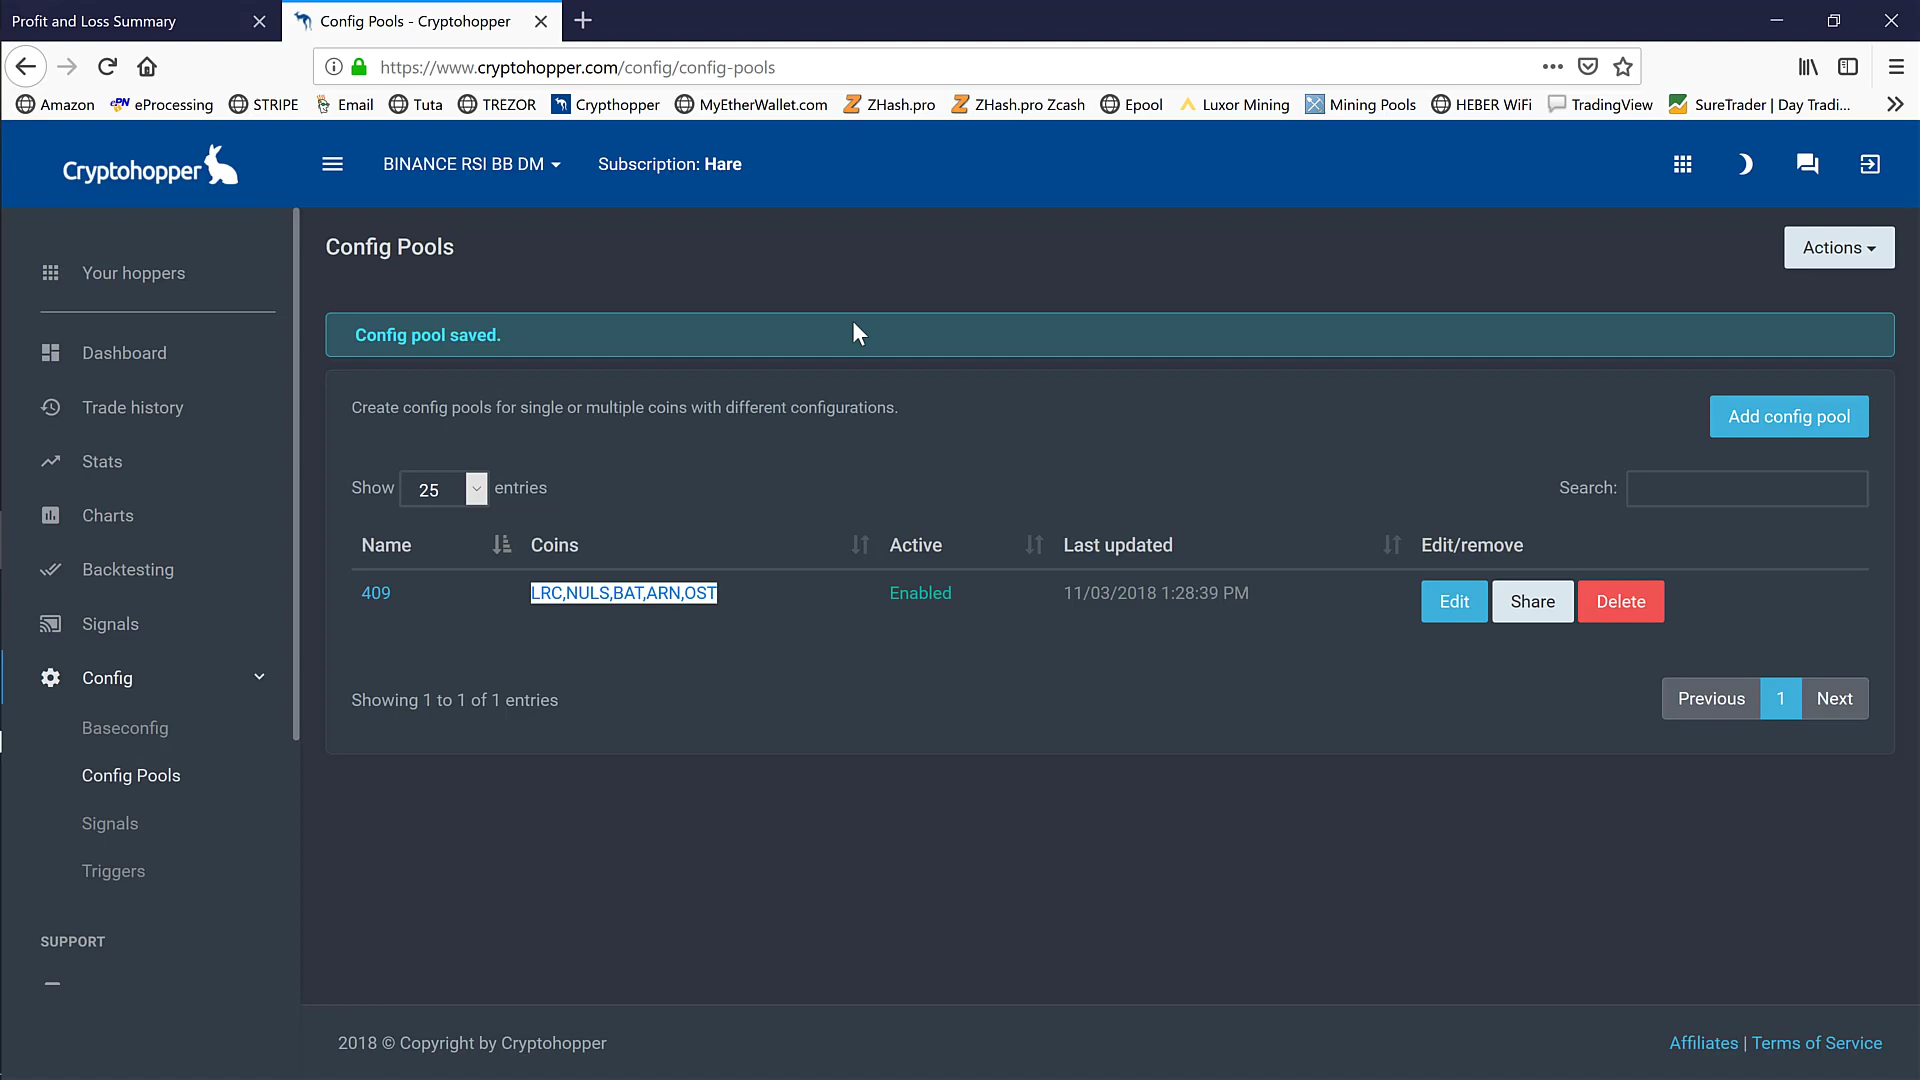 Profit and Loss Summary
Config Pools - Cryptohopper
https://www.cryptohopper.com/config/config-pools
Amazon ePN eProcessing STRIPE Email Tuta TREZOR Crypthopper MyEtherWallet.com ZHash.pro ZHash.pro Zcash Epool Luxor Mining Mining Pools HEBER WiFi TradingView SureTrader | Day Tradi...
Cryptohopper
BINANCE RSI BB DM
Subscription: Hare
Your hoppers
Dashboard
Trade history
Stats
Charts
Backtesting
Signals
Config
Baseconfig
Config Pools
Signals
Triggers
SUPPORT
Config Pools
Actions
Config pool saved.
Create config pools for single or multiple coins with different configurations.
Add config pool
Show 25 entries
Search:
Name Coins Active Last updated Edit/remove
409 LRC,NULS,BAT,ARN,OST Enabled 11/03/2018 1:28:39 PM Edit Share Delete
Showing 1 to 1 of 1 entries
Previous 1 Next
2018 © Copyright by Cryptohopper
Affiliates | Terms of Service